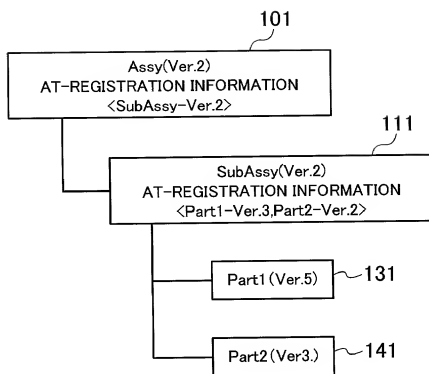 101
Assy(Ver.2)
AT-REGISTRATION INFORMATION
<SubAssy-Ver.2>
111
SubAssy(Ver.2)
AT-REGISTRATION INFORMATION
<Part1-Ver.3,Part2-Ver.2>
Part1(Ver.5) 131
Part2(Ver3.) 141